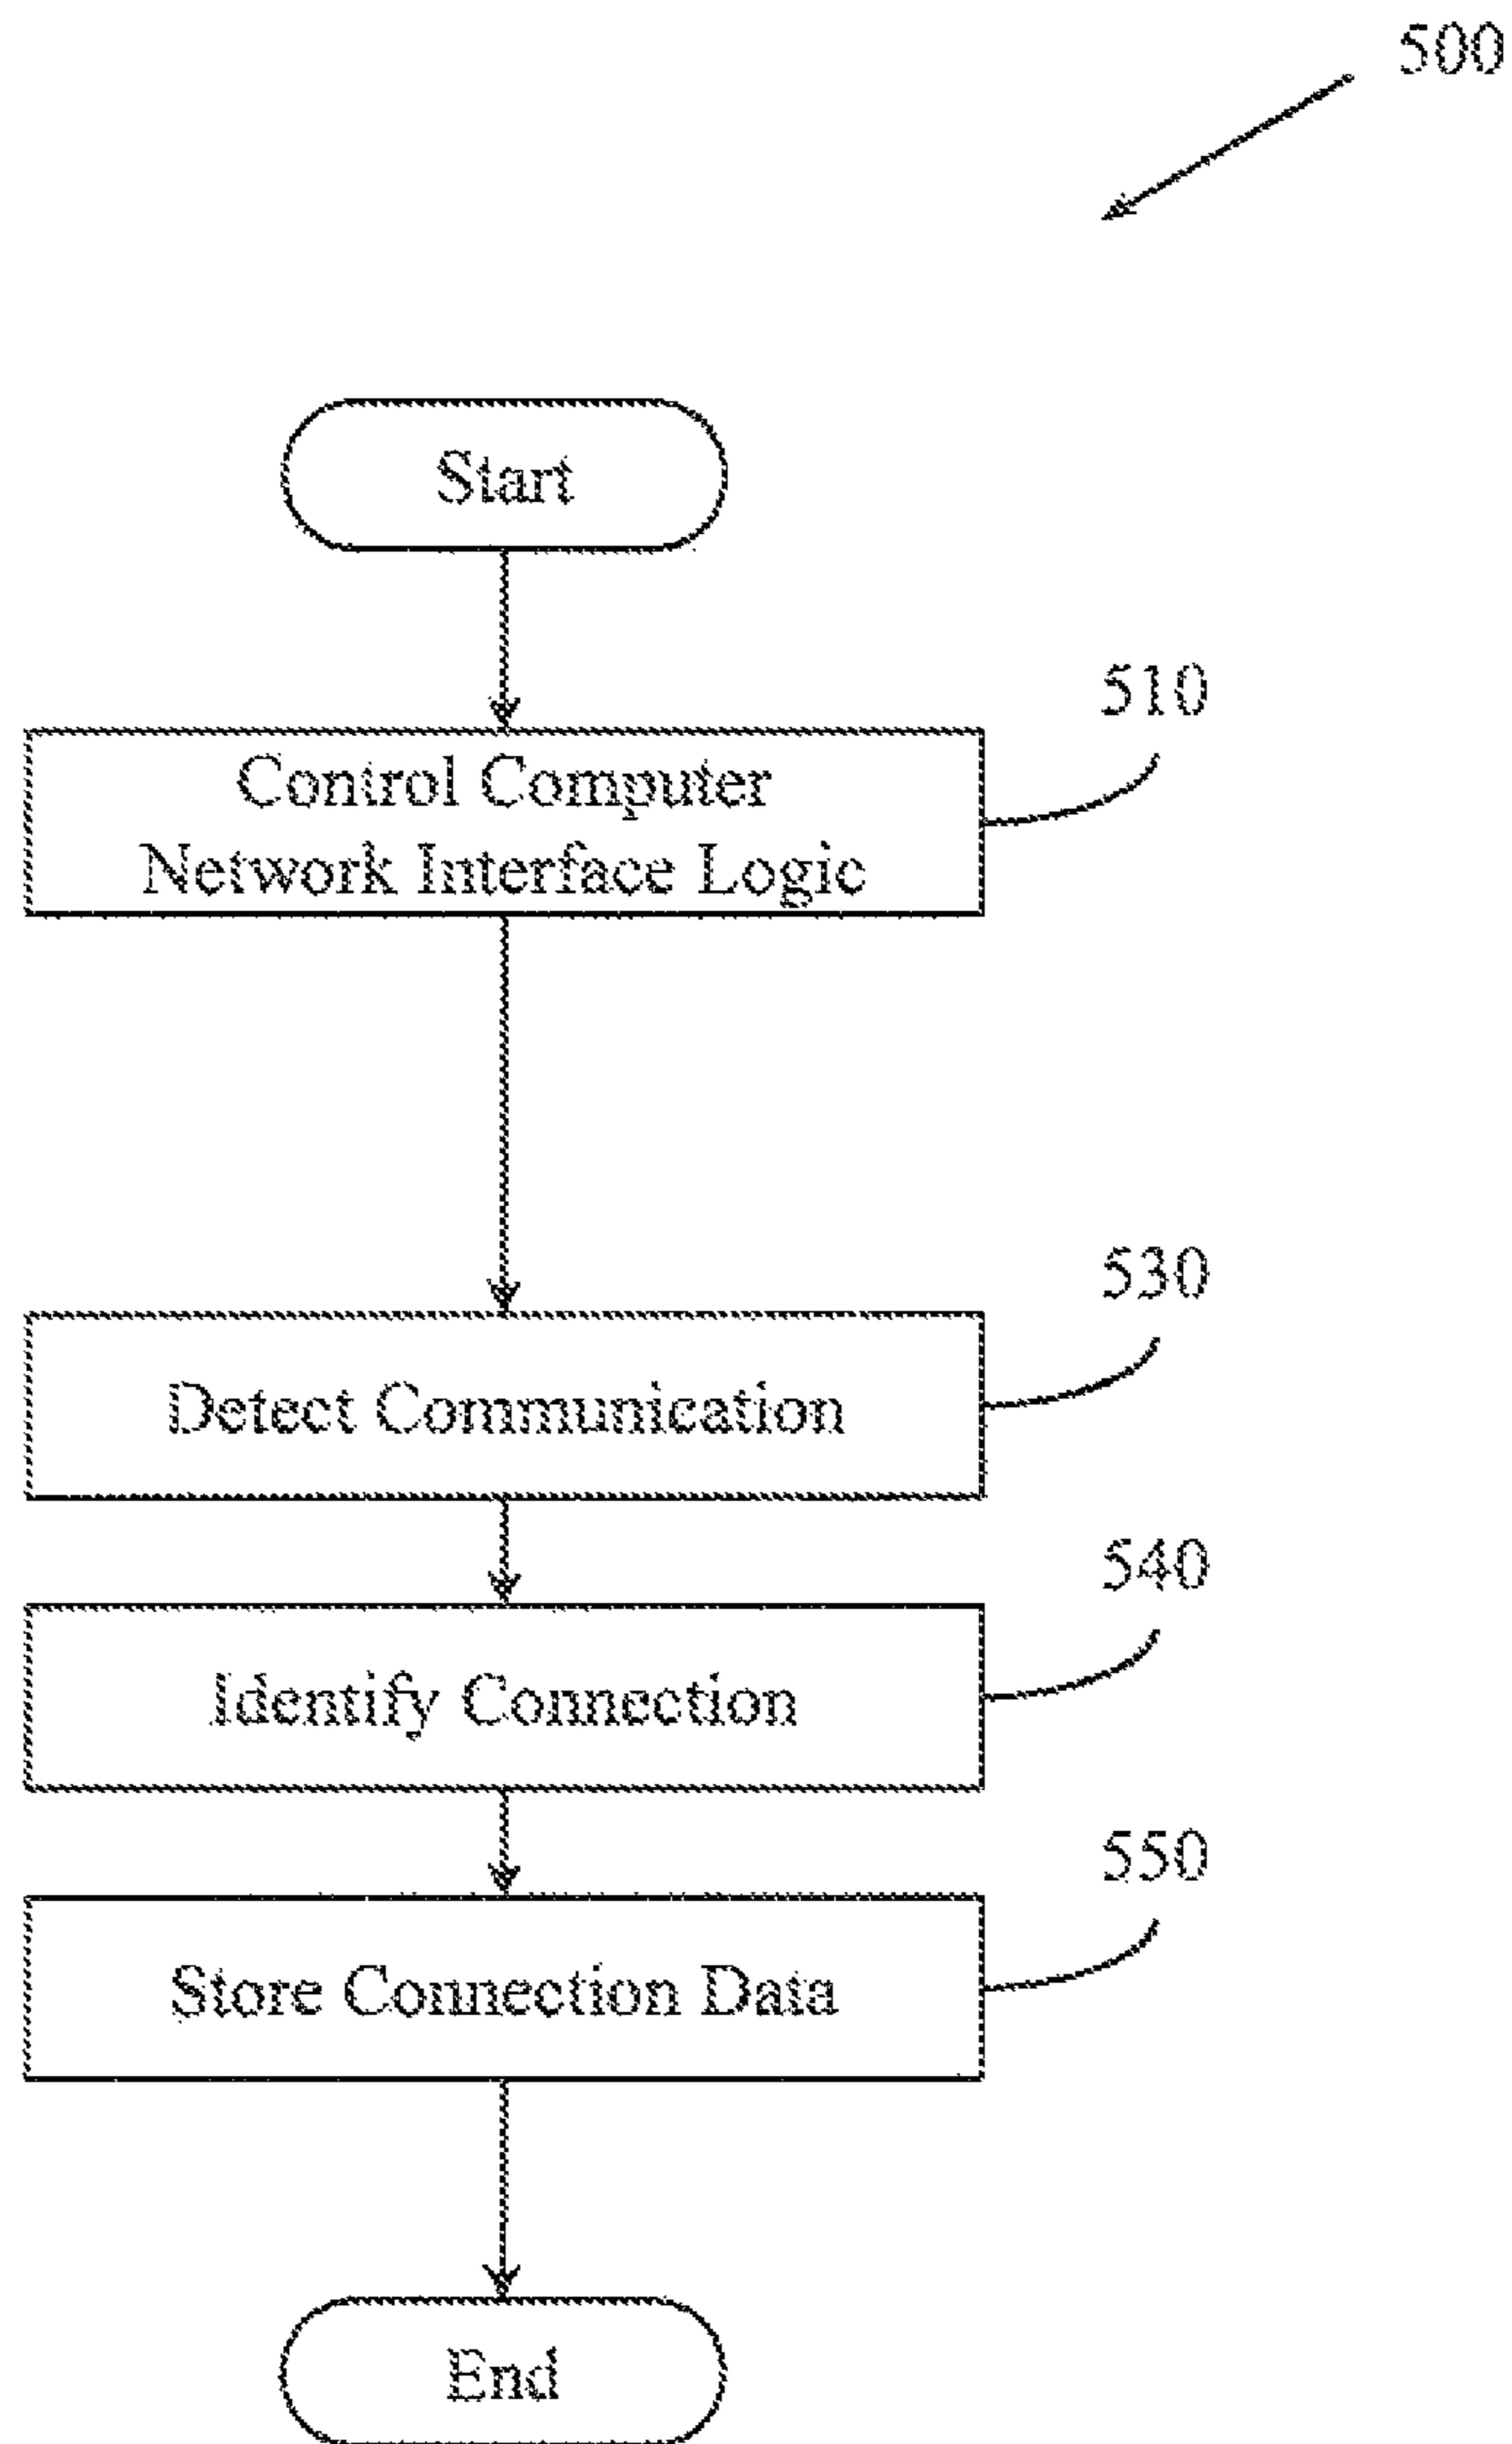 500
Start
510
Control Computer
Network Interface Logic
530
Detect Communication
540
Identify Connection
550
Store Connection Data
End